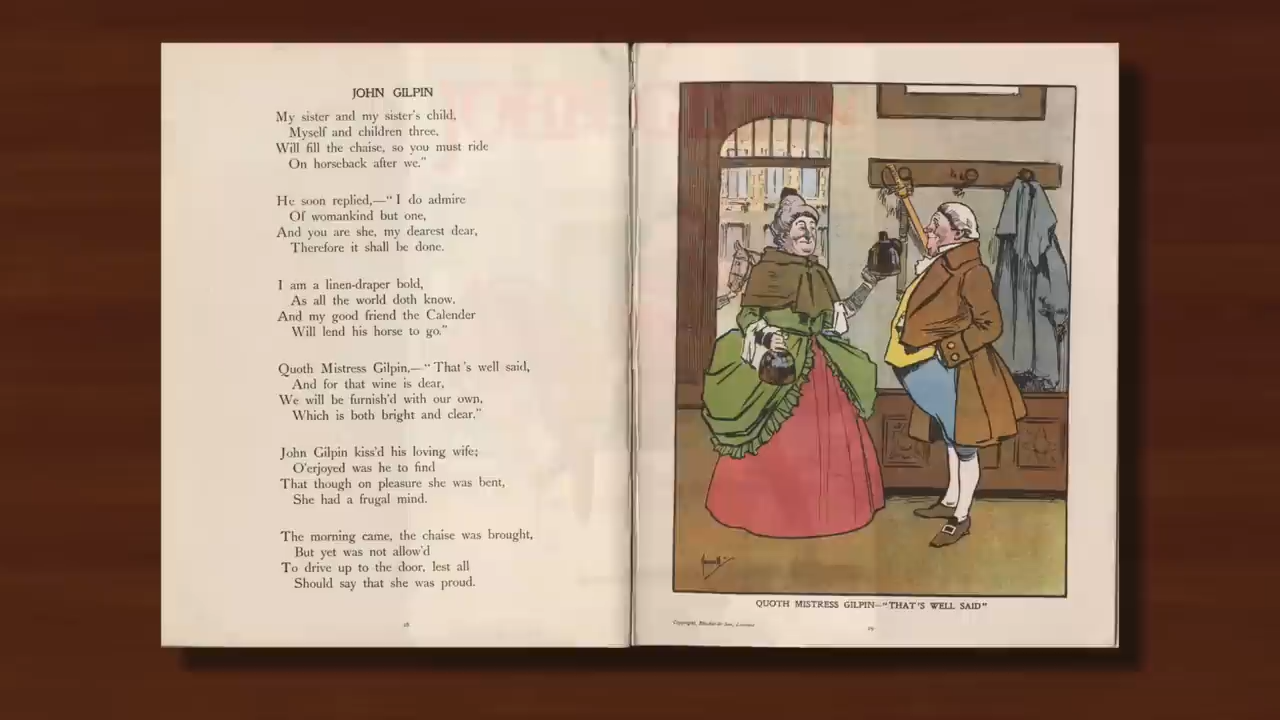 JOHN GILPIN
My sister and my sister's child,
Myself and children three,
Will fill the chaise, so you must ride
On horseback after we."
He soon replied,—"I do admire
Of womankind but one,
And you are she, my dearest dear,
Therefore it shall be done.
I am a linen-draper bold,
As all the world doth know,
And my good friend the Calender
Will lend his horse to go."
Quoth Mistress Gilpin,—"That's well said,
And for that wine is dear,
We will be furnish'd with our own,
Which is both bright and clear."
John Gilpin kiss'd his loving wife;
O'erjoyed was he to find
That though on pleasure she was bent,
She had a frugal mind.
The morning came, the chaise was brought,
But yet was not allow'd
To drive up to the door, lest all
Should say that she was proud.
18
QUOTH MISTRESS GILPIN—"THAT'S WELL SAID"
Copyright,
19